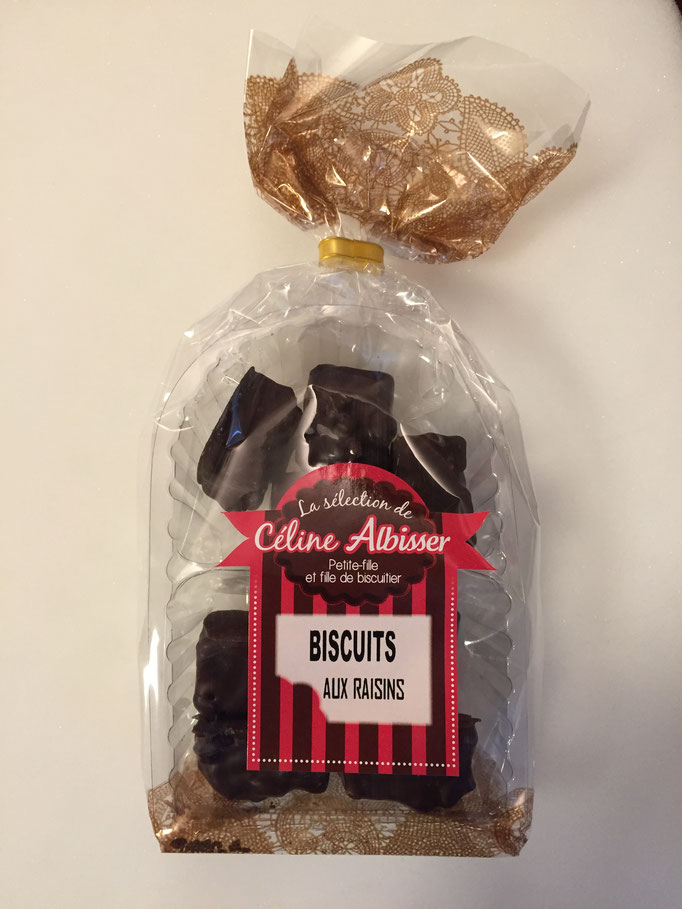 La sélection de
Céline Albisser
Petite-fille
et fille de biscuitier
BISCUITS
AUX RAISINS